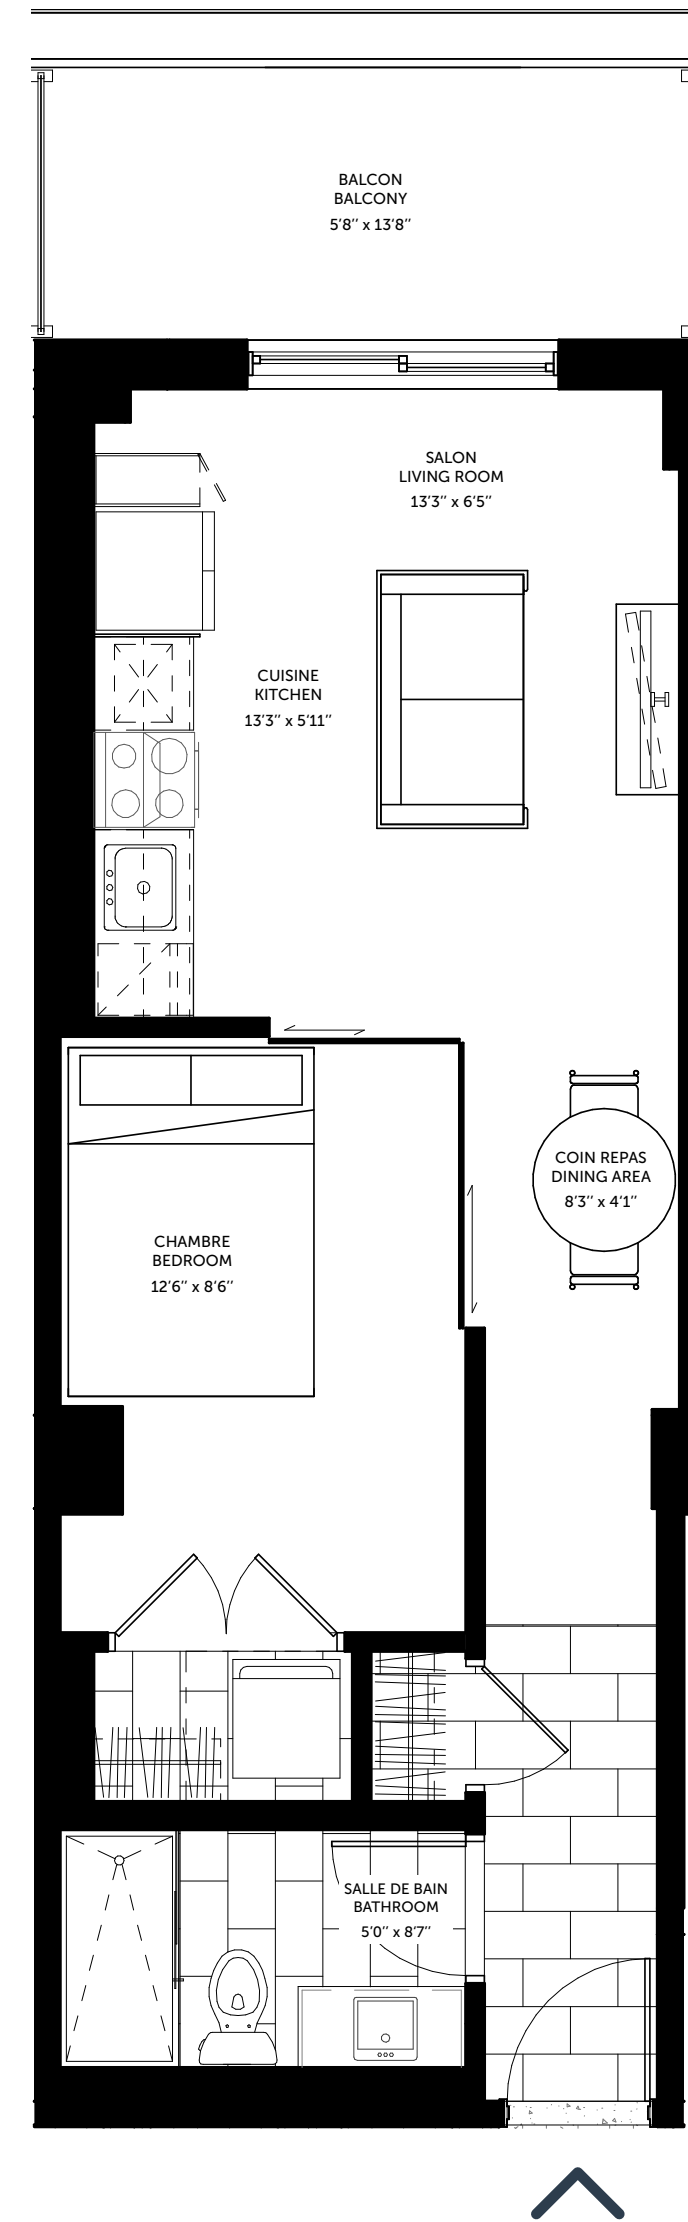 BALCON
BALCONY
5'8'' x 13'8''
SALON
LIVING ROOM
13'3'' x 6'5''
CUISINE
KITCHEN
13'3'' x 5'11''
COIN REPAS
DINING AREA
8'3'' x 4'1''
CHAMBRE
BEDROOM
12'6'' x 8'6''
SALLE DE BAIN
BATHROOM
5'0'' x 8'7''